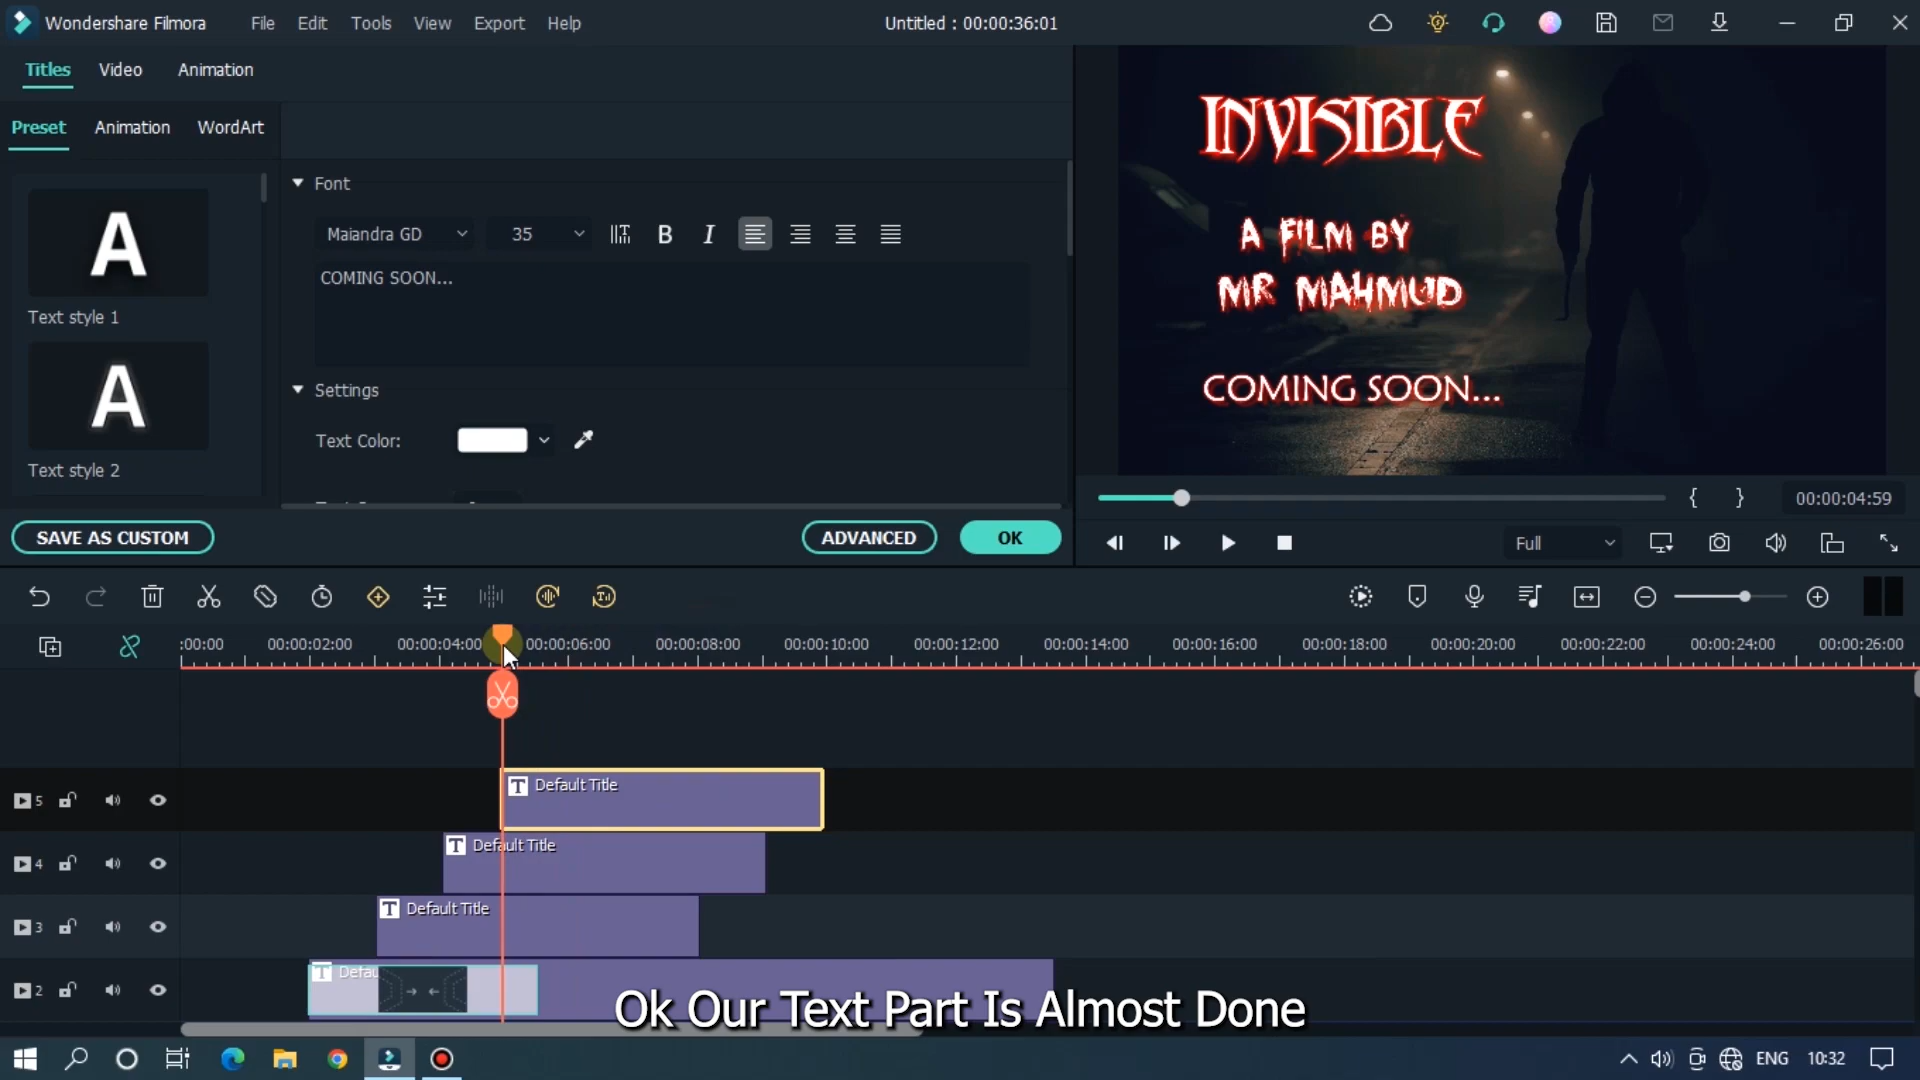 Wondershare Filmora File Edit Tools View Export Help Untitled : 00:00:36:01
Titles Video Animation
Preset Animation WordArt
Font
Maiandra GD 35 B I
COMING SOON...
A
Text style 1
Settings
Text Color:
A
Text style 2
SAVE AS CUSTOM ADVANCED OK
INVISIBLE
A FILM BY
MR MAHMUD
COMING SOON...
{ } 00:00:04:59
Full
:00:00 00:00:02:00 00:00:04:00 00:00:06:00 00:00:08:00 00:00:10:00 00:00:12:00 00:00:14:00 00:00:16:00 00:00:18:00 00:00:20:00 00:00:22:00 00:00:24:00 00:00:26:00
5 T Default Title
4 T Default Title
3 T Default Title
2 T Defau
Ok Our Text Part Is Almost Done
ENG 10:32